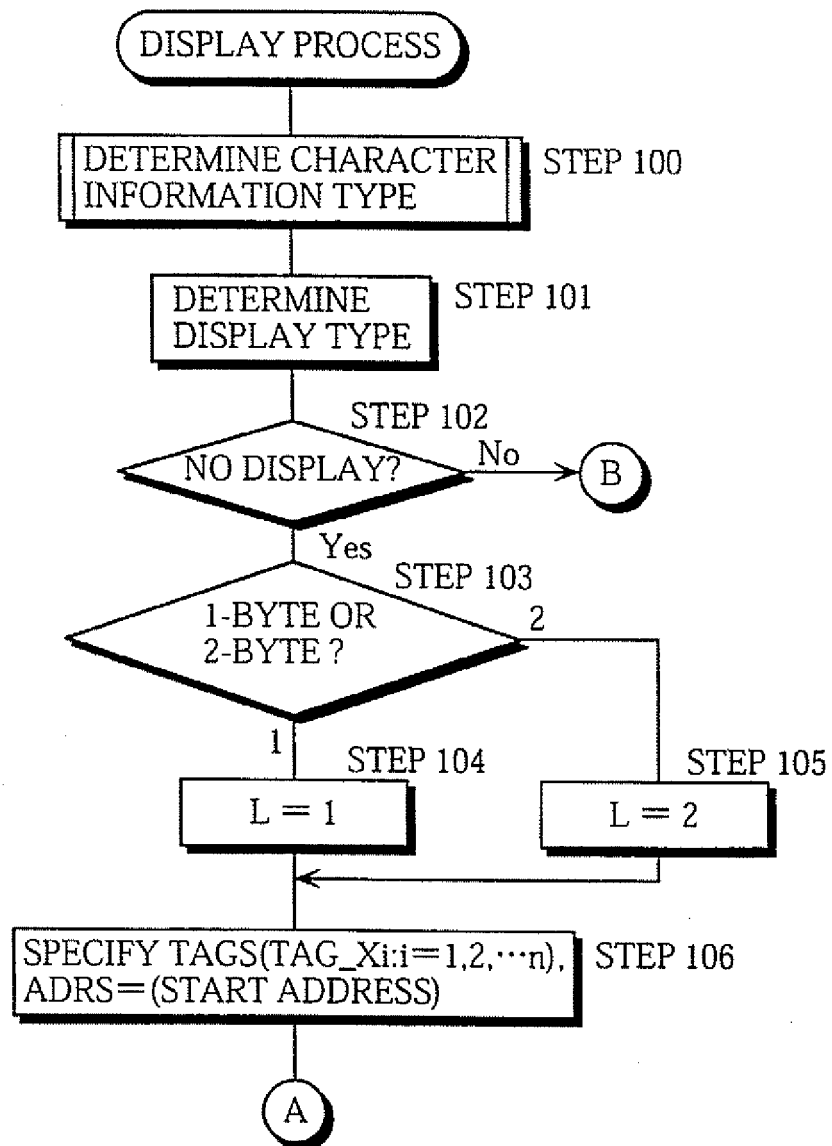 DISPLAY PROCESS
DETERMINE CHARACTER
INFORMATION TYPE
STEP 100
DETERMINE
DISPLAY TYPE
STEP 101
STEP 102
NO DISPLAY?
No
B
Yes
STEP 103
1-BYTE OR
2-BYTE ?
2
1
STEP 104
L = 1
STEP 105
L = 2
SPECIFY TAGS(TAG_Xi:i=1,2,···n),
ADRS=(START ADDRESS)
STEP 106
A